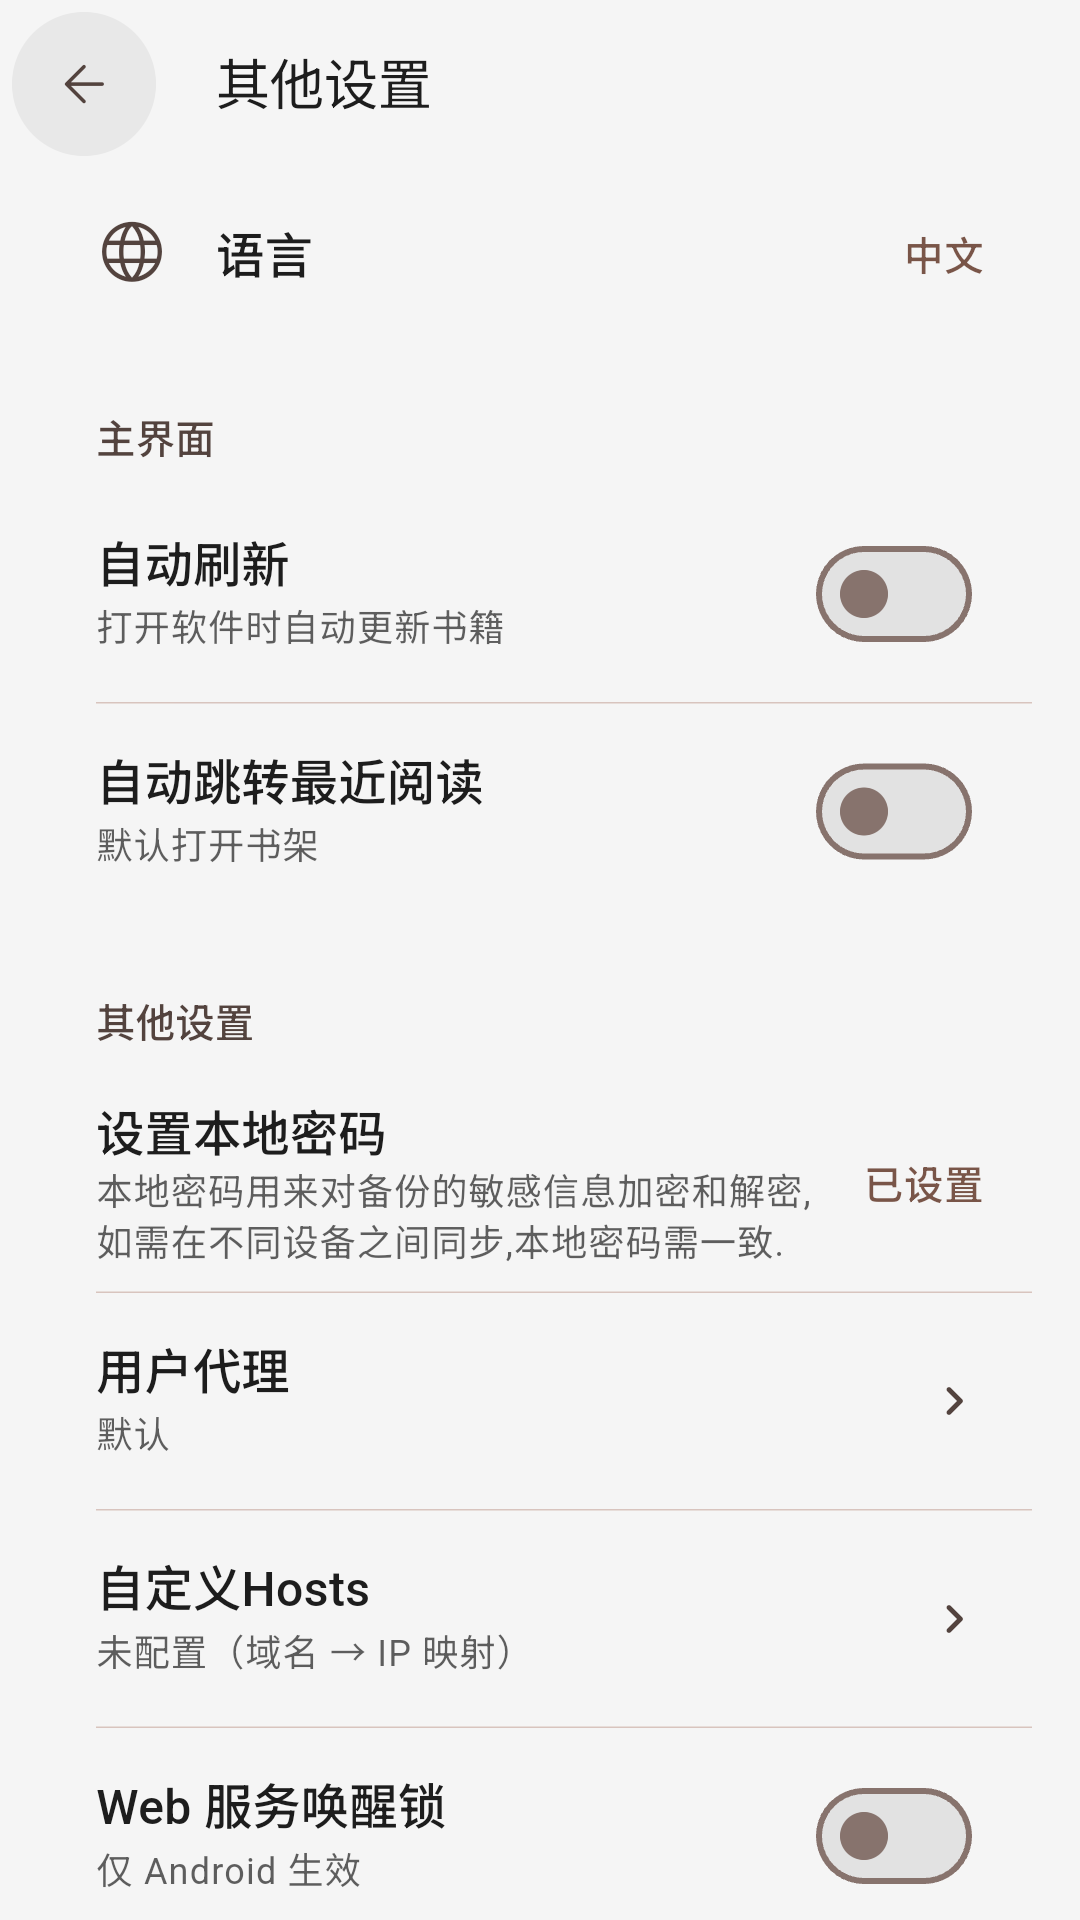 其他设置
语言
中文
主界面
自动刷新
打开软件时自动更新书籍
自动跳转最近阅读
默认打开书架
其他设置
设置本地密码
本地密码用来对备份的敏感信息加密和解密,
如需在不同设备之间同步,本地密码需一致.
已设置
用户代理
默认
自定义Hosts
未配置（域名 → IP 映射）
Web 服务唤醒锁
仅 Android 生效